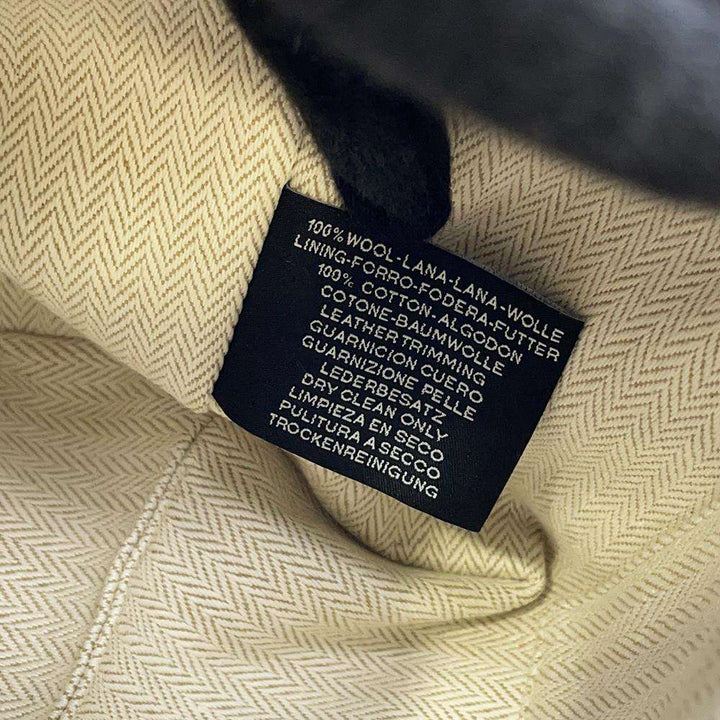 100% WOOL-LANA-LANA-WOLLE
LINING-FORRO-FODERA-FUTTER
100% COTTON-ALGODON
COTONE-BAUMWOLLE
LEATHER TRIMMING
GUARNICION CUERO
GUARNIZIONE PELLE
LEDERBESATZ
DRY CLEAN ONLY
LIMPIEZA EN SECO
PULITURA A SECCO
TROCKENREINIGUNG